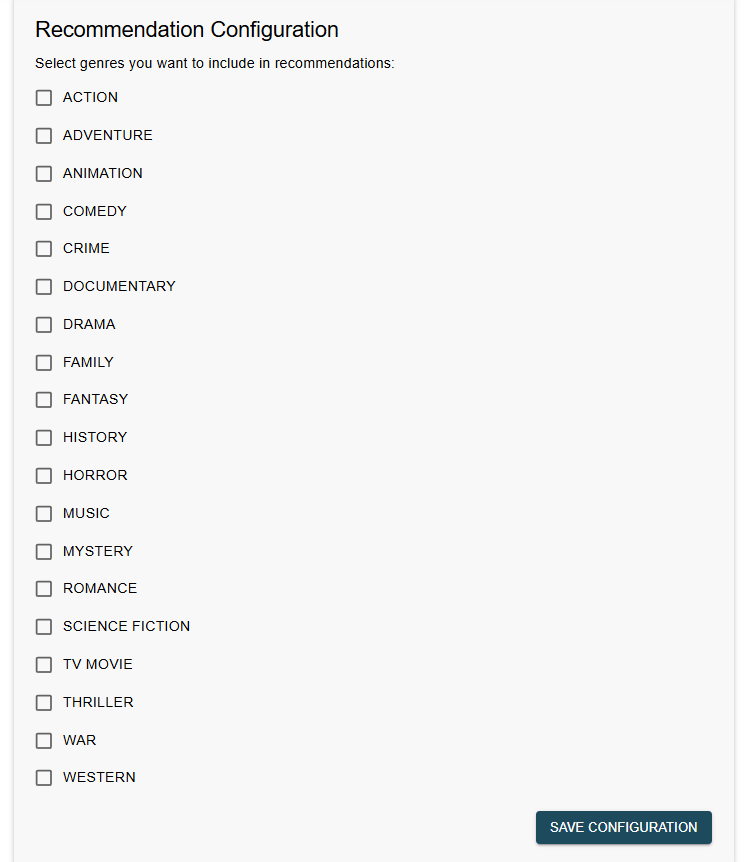 Recommendation Configuration
Select genres you want to include in recommendations:
ACTION
ADVENTURE
ANIMATION
COMEDY
CRIME
DOCUMENTARY
DRAMA
FAMILY
FANTASY
HISTORY
HORROR
MUSIC
MYSTERY
ROMANCE
SCIENCE FICTION
TV MOVIE
THRILLER
WAR
WESTERN
SAVE CONFIGURATION